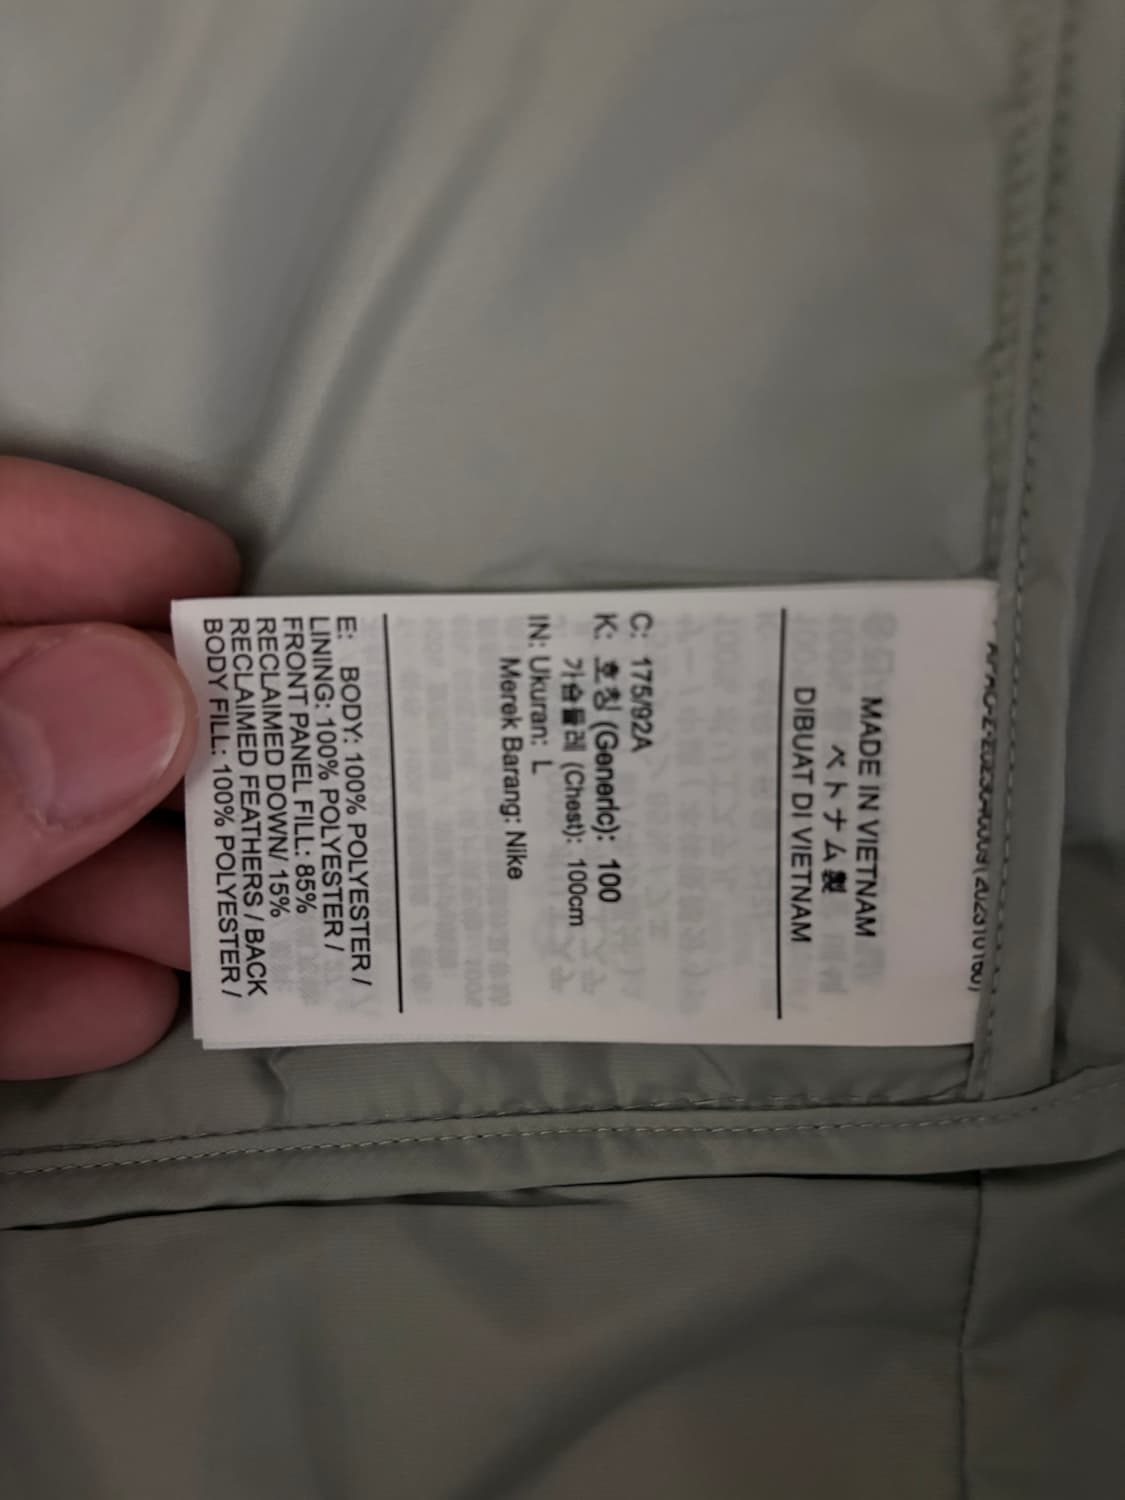 MADE IN VIETNAM
ベトナム製
DIBUAT DI VIETNAM
C: 175/92A
K: 호칭 (Generic): 100
가슴둘레 (Chest): 100cm
IN: Ukuran: L
Merek Barang: Nike
E: BODY: 100% POLYESTER /
LINING: 100% POLYESTER /
FRONT PANEL FILL: 85%
RECLAIMED DOWN/ 15%
RECLAIMED FEATHERS / BACK
BODY FILL: 100% POLYESTER /